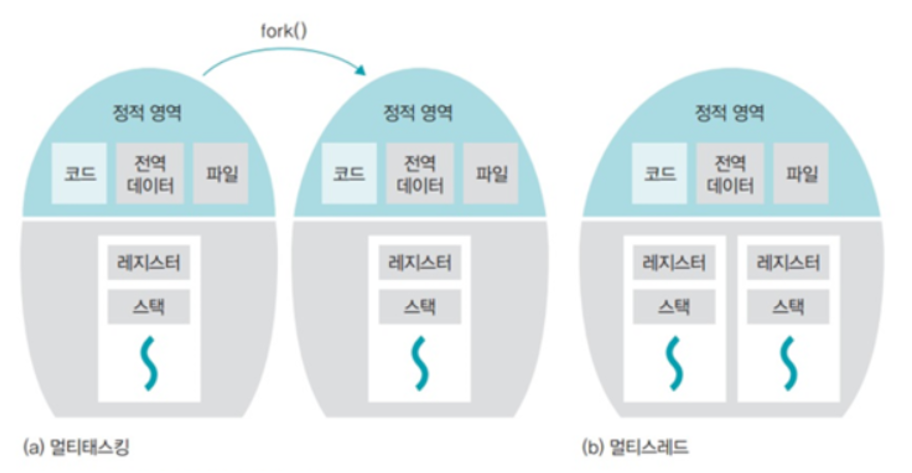 fork()
정적 영역
코드
전역
데이터
파일
레지스터
스택
정적 영역
코드
전역
데이터
파일
레지스터
스택
(a) 멀티태스킹
정적 영역
코드
전역
데이터
파일
레지스터
스택
레지스터
스택
(b) 멀티스레드